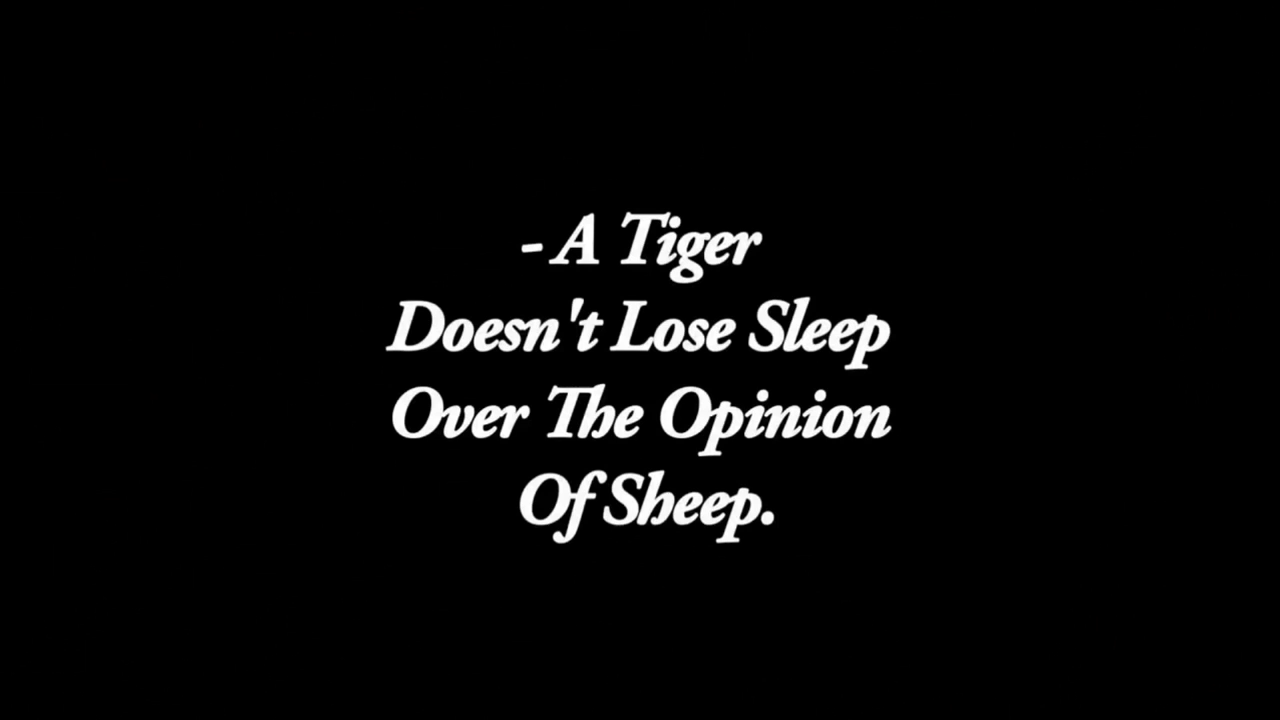 - A Tiger
Doesn't Lose Sleep
Over The Opinion
Of Sheep.